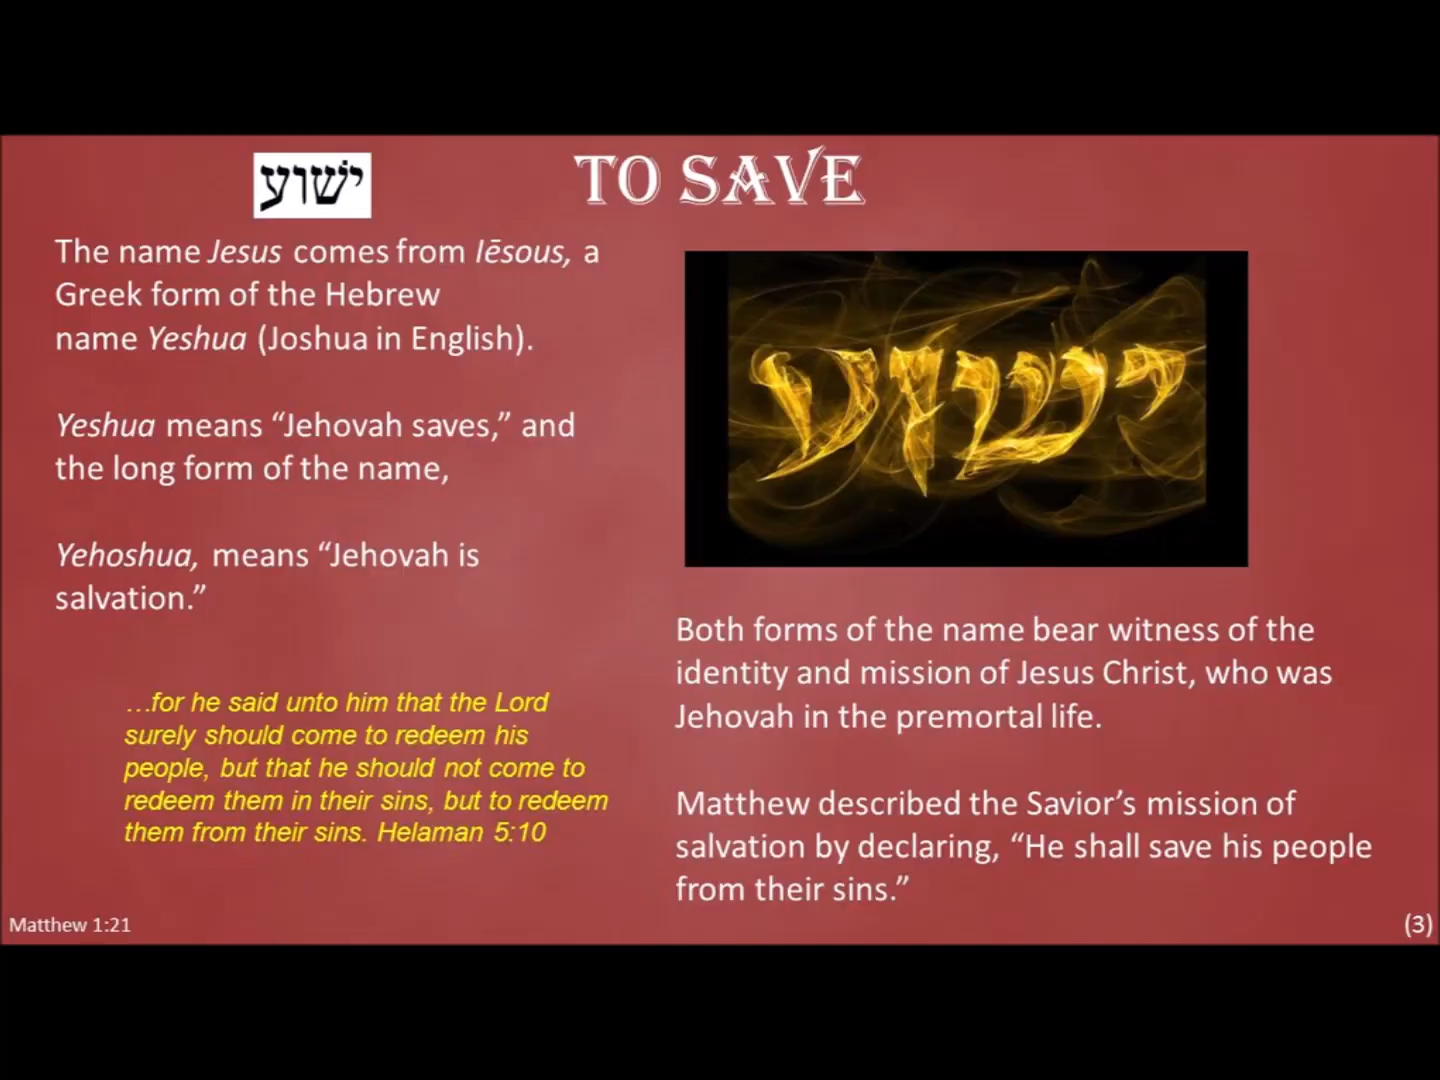 ישׁוע
TO SAVE
The name Jesus comes from Iēsous, a
Greek form of the Hebrew
name Yeshua (Joshua in English).
Yeshua means “Jehovah saves,” and
the long form of the name,
Yehoshua, means “Jehovah is
salvation.”
…for he said unto him that the Lord
surely should come to redeem his
people, but that he should not come to
redeem them in their sins, but to redeem
them from their sins. Helaman 5:10
ישוע
Both forms of the name bear witness of the
identity and mission of Jesus Christ, who was
Jehovah in the premortal life.
Matthew described the Savior’s mission of
salvation by declaring, “He shall save his people
from their sins.”
Matthew 1:21
(3)